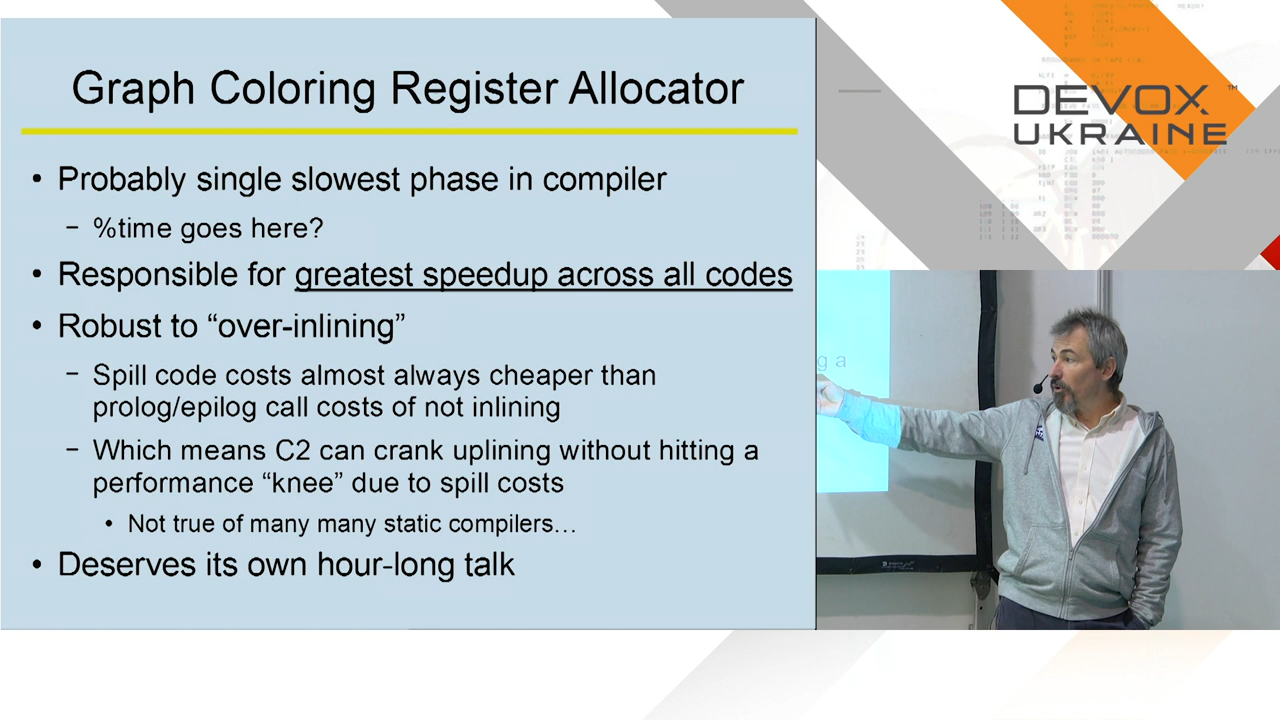 Graph Coloring Register Allocator
• Probably single slowest phase in compiler
− %time goes here?
• Responsible for greatest speedup across all codes
• Robust to “over-inlining”
− Spill code costs almost always cheaper than
prolog/epilog call costs of not inlining
− Which means C2 can crank uplining without hitting a
performance “knee” due to spill costs
• Not true of many many static compilers…
• Deserves its own hour-long talk
DEVOX™
UKRAINE
g a